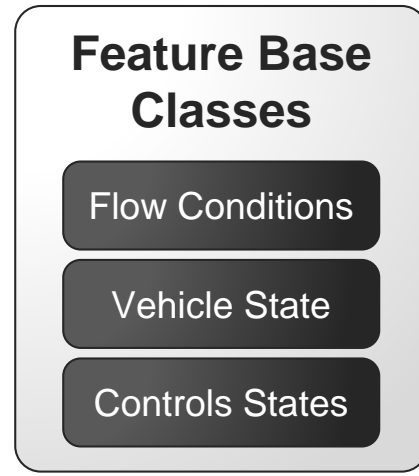 Feature Base
Classes
Flow Conditions
Vehicle State
Controls States